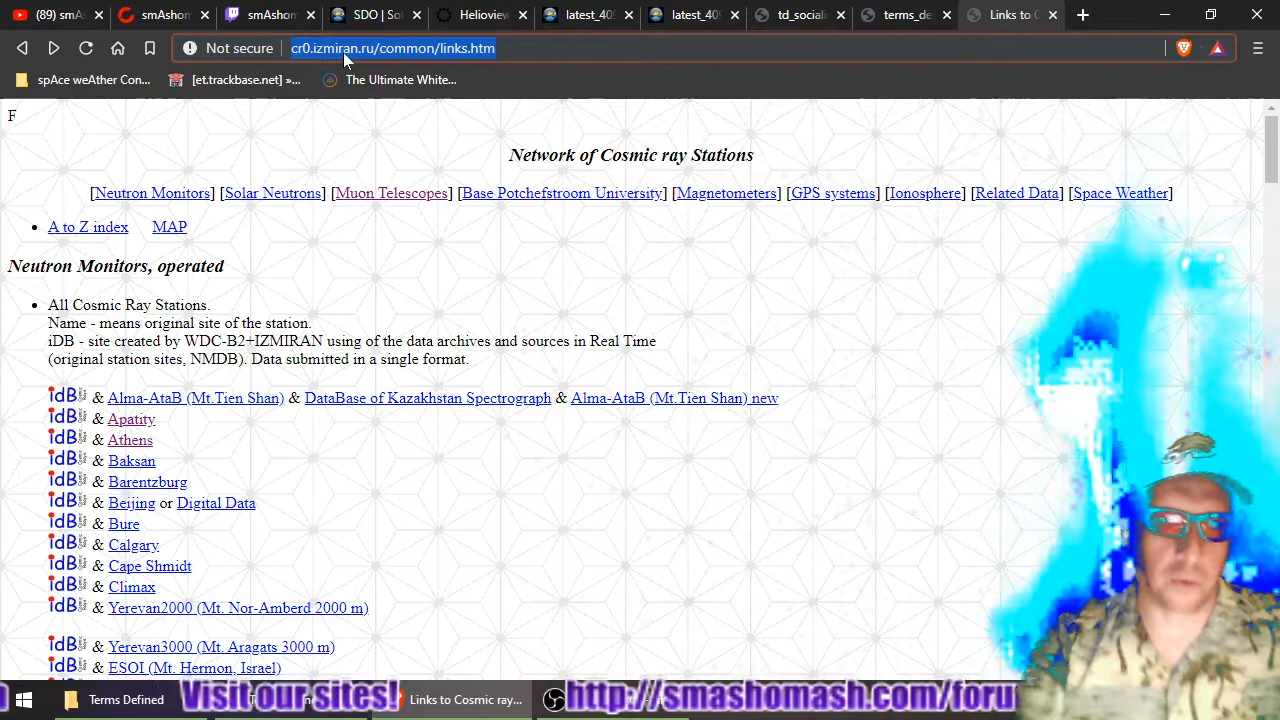 (89) smAs
smAshom
smAshom
SDO | Sol
Helioview
latest_409
latest_409
td_sociali
terms_de
Links to C
Not secure
cr0.izmiran.ru/common/links.htm
spAce weAther Con...
[et.trackbase.net] »...
The Ultimate White...
F
Network of Cosmic ray Stations
[Neutron Monitors] [Solar Neutrons] [Muon Telescopes] [Base Potchefstroom University] [Magnetometers] [GPS systems] [Ionosphere] [Related Data] [Space Weather]
A to Z index MAP
Neutron Monitors, operated
All Cosmic Ray Stations.
Name - means original site of the station.
iDB - site created by WDC-B2+IZMIRAN using of the data archives and sources in Real Time
(original station sites, NMDB). Data submitted in a single format.
idB & Alma-AtaB (Mt.Tien Shan) & DataBase of Kazakhstan Spectrograph & Alma-AtaB (Mt.Tien Shan) new
idB & Apatity
idB & Athens
idB & Baksan
idB & Barentzburg
idB & Beijing or Digital Data
idB & Bure
idB & Calgary
idB & Cape Shmidt
idB & Climax
idB & Yerevan2000 (Mt. Nor-Amberd 2000 m)
idB & Yerevan3000 (Mt. Aragats 3000 m)
idB & ESOI (Mt. Hermon, Israel)
Terms Defined
Visit our sites!
Links to Cosmic ray...
http://smashomash.com/foru